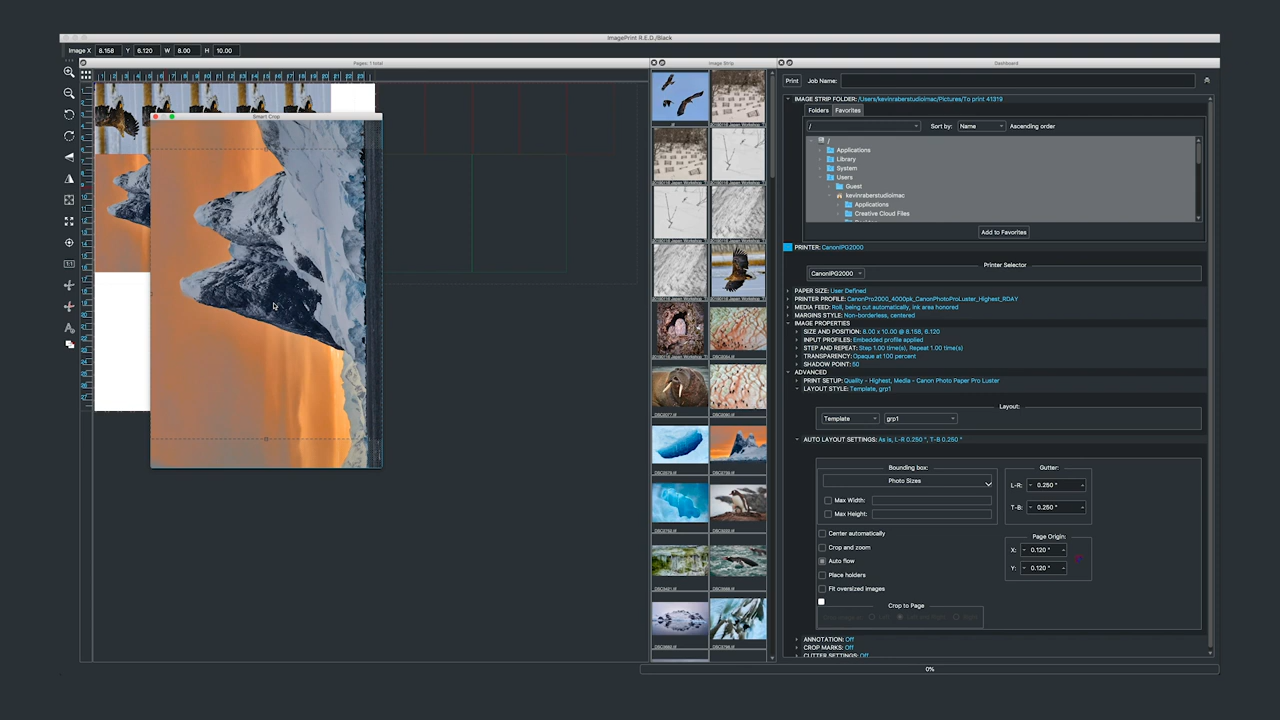 ImagePrint R.E.D./Black
Image X 8.158 Y 6.120 W 8.00 H 10.00
Pages: 1 total
Image Strip
Dashboard
Smart Crop
Print Job Name:
IMAGE STRIP FOLDER: /Users/kevinraberstudioimac/Pictures/To print 41319
Folders Favorites
/ Sort by: Name Ascending order
/
Applications
Library
System
Users
Guest
kevinraberstudioimac
Applications
Creative Cloud Files
Add to Favorites
PRINTER: CanonIPG2000
Printer Selector
CanonIPG2000
PAPER SIZE: User Defined
PRINTER PROFILE: CanonPro2000_4000pk_CanonPhotoProLuster_Highest_RDAY
MEDIA FEED: Roll, being cut automatically, ink area honored
MARGINS STYLE: Non-borderless, centered
IMAGE PROPERTIES
SIZE AND POSITION: 8.00 x 10.00 @ 8.158, 6.120
INPUT PROFILES: Embedded profile applied
STEP AND REPEAT: Step 1.00 time(s), Repeat 1.00 time(s)
TRANSPARENCY: Opaque at 100 percent
SHADOW POINT: 50
ADVANCED
PRINT SETUP: Quality - Highest, Media - Canon Photo Paper Pro Luster
LAYOUT STYLE: Template, grp1
Layout:
Template grp1
AUTO LAYOUT SETTINGS: As is, L-R 0.250 ", T-B 0.250 "
Bounding box: Gutter:
Photo Sizes
L-R: 0.250 "
Max Width:
T-B: 0.250 "
Max Height:
Center automatically
Page Origin:
Crop and zoom
X: 0.120 "
Auto flow
Y: 0.120 "
Place holders
Fit oversized images
Crop to Page
ANNOTATION: Off
CROP MARKS: Off
CUTTER SETTINGS: Off
0%